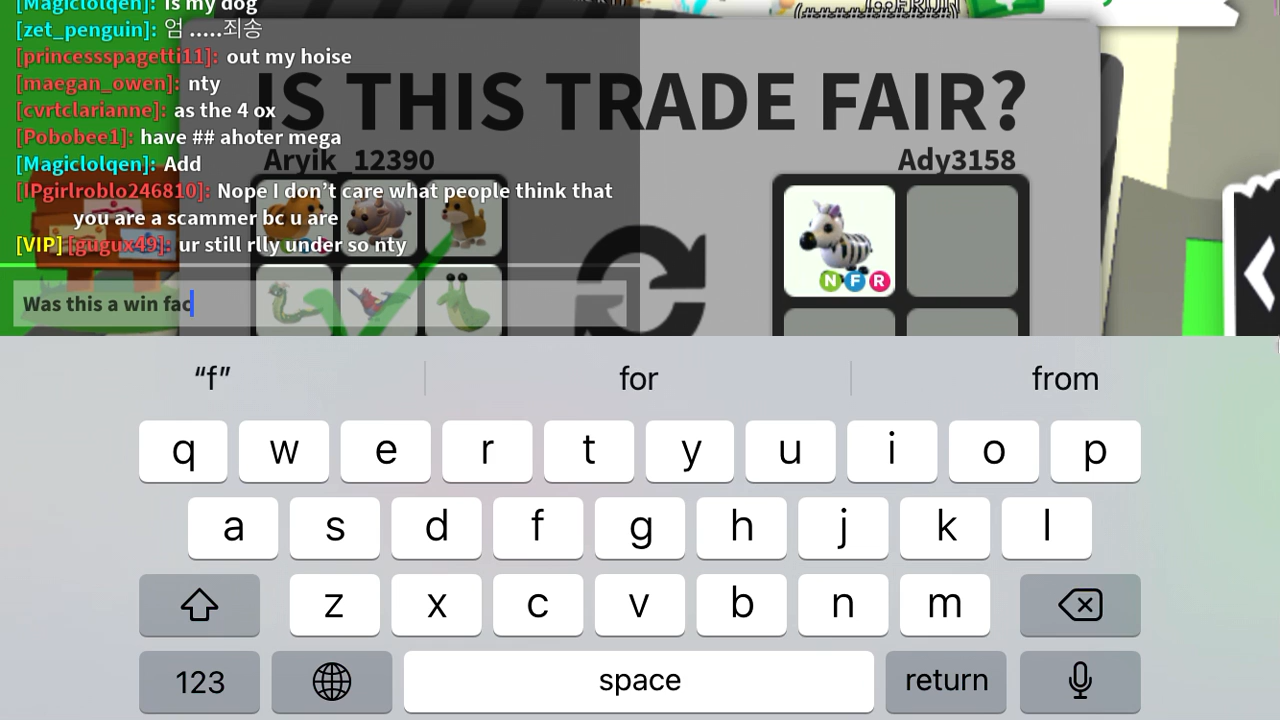 [Magiclolqen]: Is my dog
[zet_penguin]: 엄 .....죄송
[princessspagetti11]: out my hoise
[maegan_owen]: nty
[cvrtclarianne]: as the 4 ox
[Pobobee1]: have ## ahoter mega
[Magiclolqen]: Add
[IPgirlroblo246810]: Nope I don’t care what people think that
you are a scammer bc u are
[VIP] [gugux49]: ur still rlly under so nty
Was this a win fac
IS THIS TRADE FAIR?
Aryik_12390
Ady3158
N F R
“f”
for
from
q w e r t y u i o p
a s d f g h j k l
z x c v b n m
123
space
return